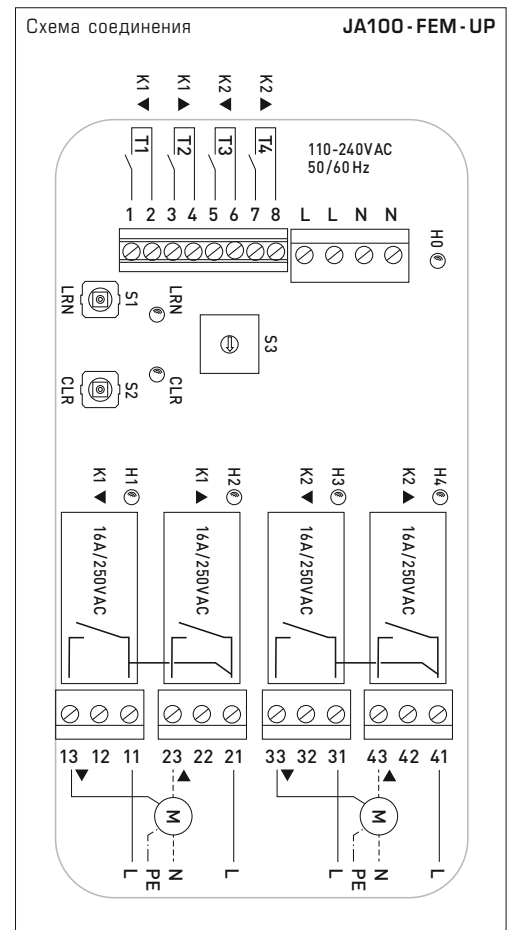 Схема соединения JA100-FEM-UP
K1 ◀ K1 ▶ K2 ◀ K2 ▶
T1 T2 T3 T4
110-240VAC
50/60Hz
1 2 3 4 5 6 7 8 L L N N
H0
LRN S1 LRN
S3
CLR S2 CLR
K1 ◀ H1 K1 ▶ H2 K2 ◀ H3 K2 ▶ H4
16A/250VAC 16A/250VAC 16A/250VAC 16A/250VAC
13 12 11 23 22 21 33 32 31 43 42 41
▼ ▲ ▼ ▲
M M
L PE N L L PE N L